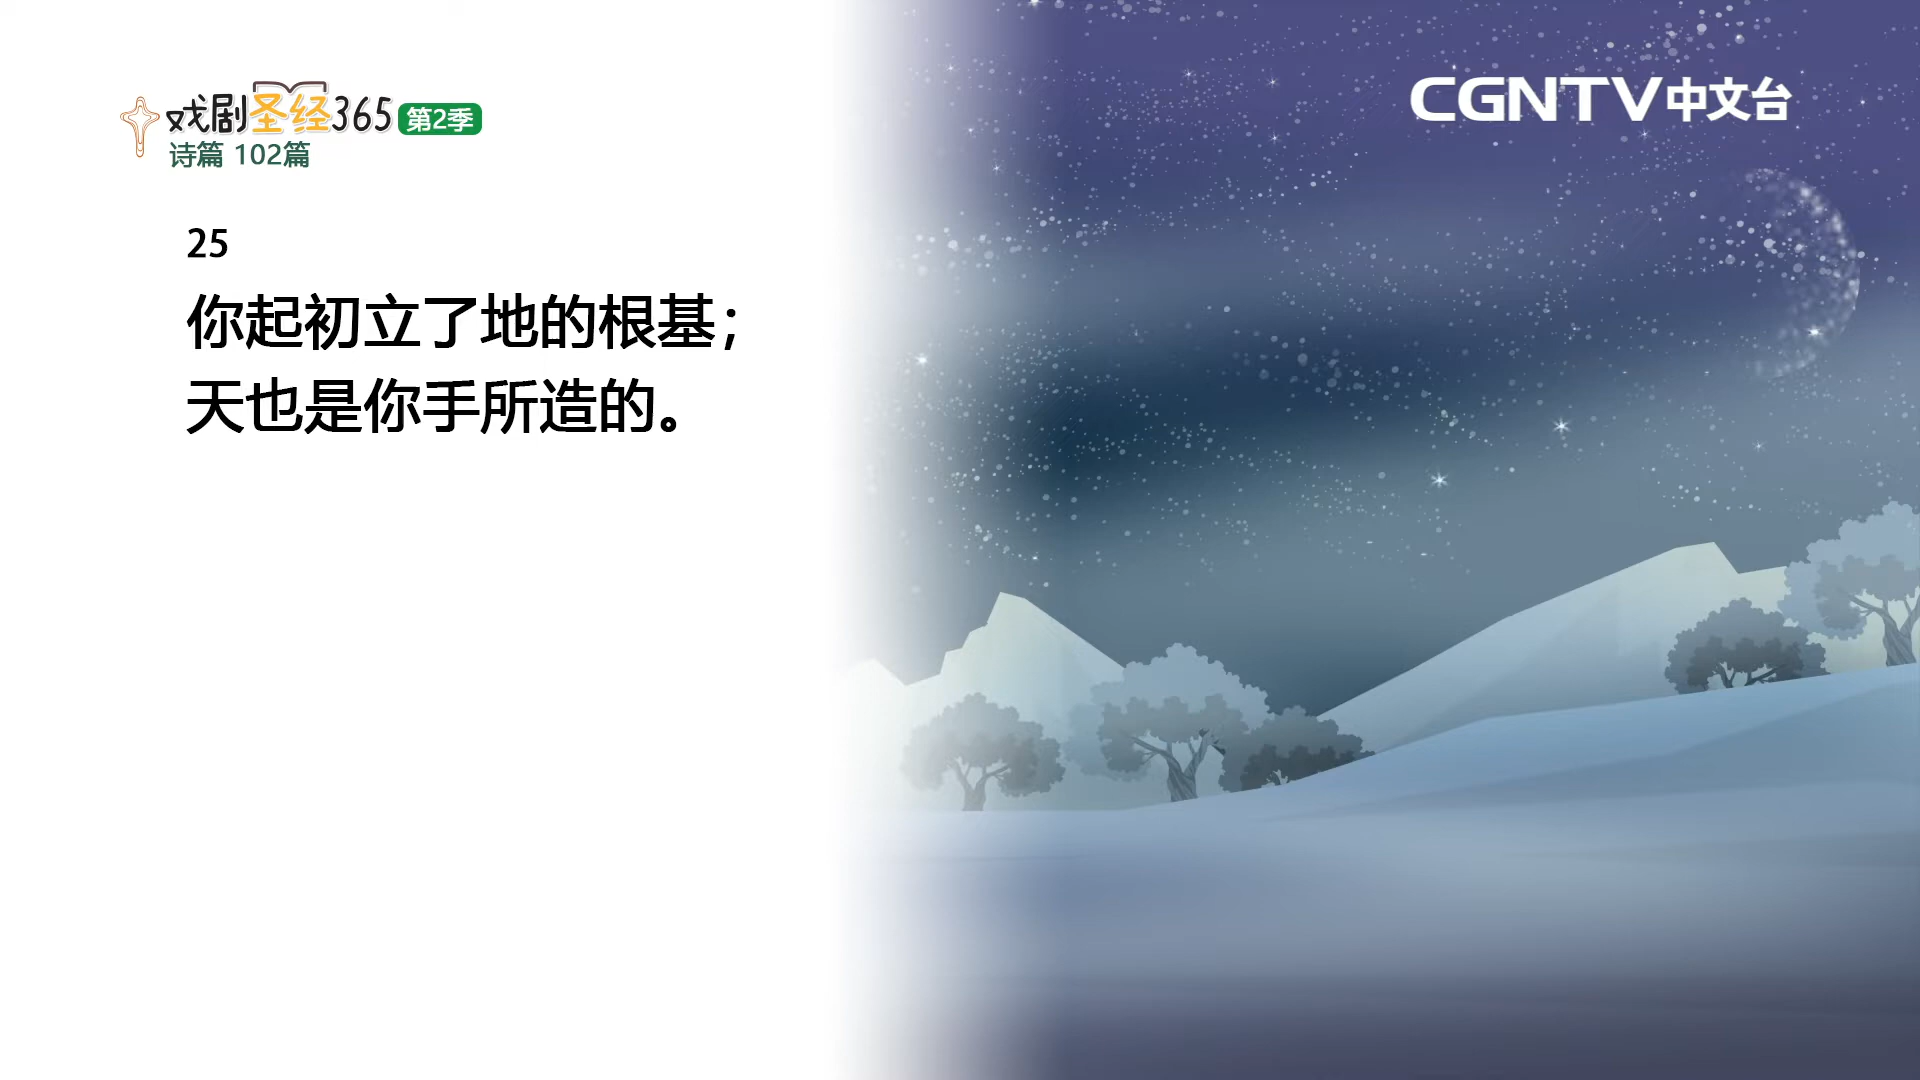 戏剧圣经365 第2季
诗篇 102篇
CGNTV中文台
25
你起初立了地的根基；
天也是你手所造的。